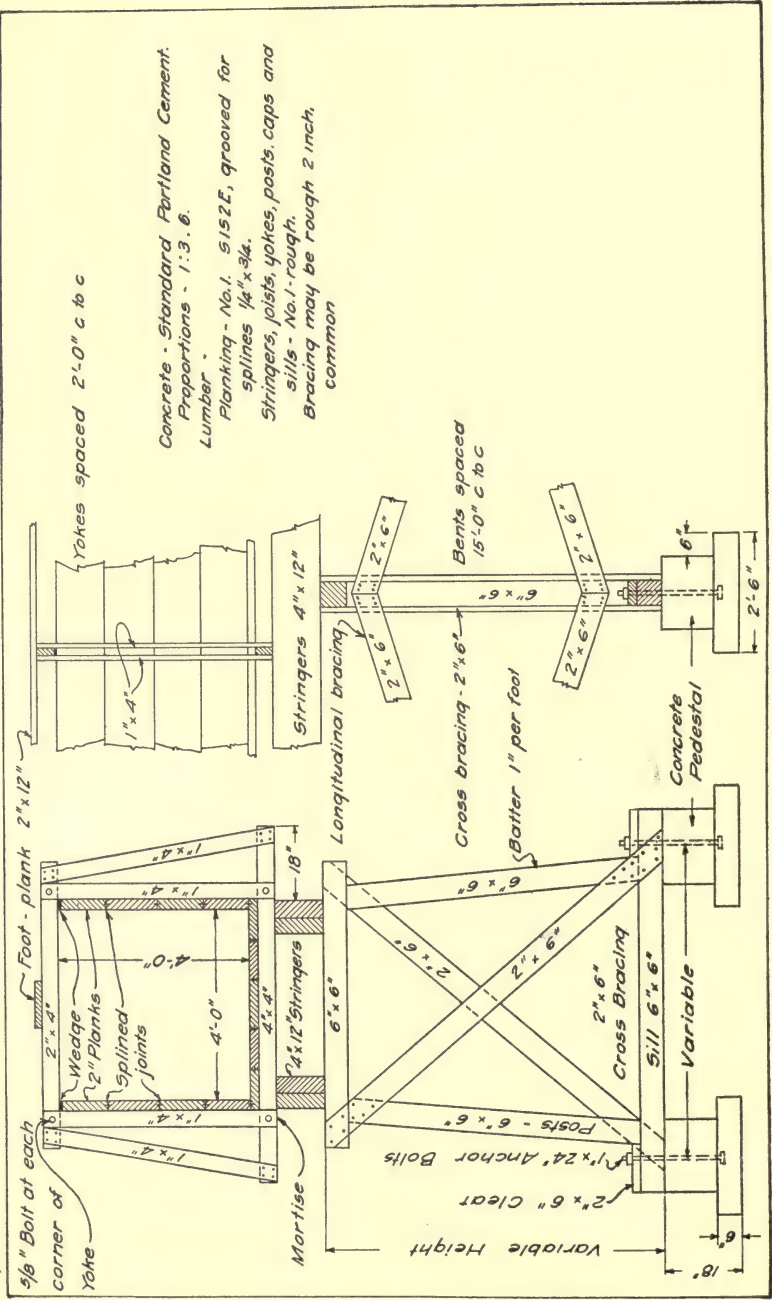 5/8" Bolt at each
corner of
Yoke
Foot-plank 2"x12"
2"x4"
Wedge
2" Planks
Splined
joints
4'-0"
4'-0"
1"x4"
1"x4"
1"x4"
1"x4"
4"x4"
18"
Mortise
4"x12" Stringers
6"x6"
2"x6"
2"x6"
6"x6"
Batter 1" per foot
Posts - 6"x6"
1"x24" Anchor Bolts
2"x6" Clear
2"x6"
Cross Bracing
Sill 6"x6"
Variable
Variable Height
18"
6"
Concrete
Pedestal
1"x4"
Yokes spaced 2'-0" c to c
Stringers 4"x12"
Longitudinal bracing
2"x6"
2"x6"
Cross bracing-2"x6"
6"x6"
Bents spaced
15'-0" c to c
2"x6"
2"x6"
6"
2'-6"
Concrete - Standard Portland Cement.
Proportions - 1:3.6.
Lumber -
Planking - No.1. S1S2E, grooved for
splines 1/4"x3/4.
Stringers, joists, yokes, posts. caps and
sills - No.1-rough.
Bracing may be rough 2 inch,
common